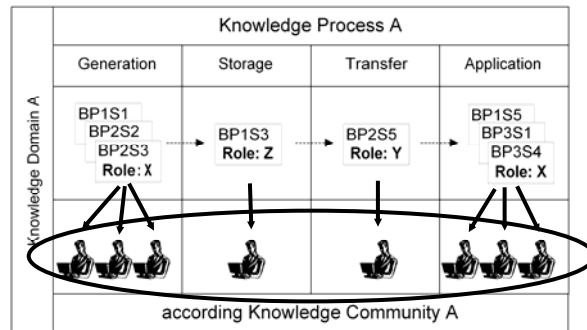 Knowledge Process A
Knowledge Domain A
Generation
Storage
Transfer
Application
BP1S1
BP2S2
BP2S3
Role: X
BP1S3
Role: Z
BP2S5
Role: Y
BP1S5
BP3S1
BP3S4
Role: X
according Knowledge Community A